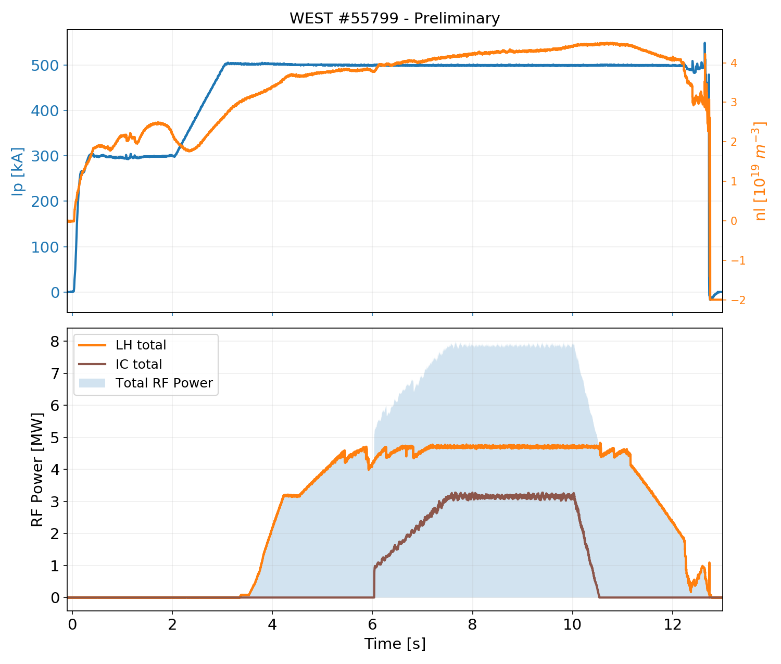 WEST #55799 - Preliminary
Ip [kA]
500
400
300
200
100
0
nl [10¹⁹ m⁻³]
4
3
2
1
0
−1
−2
LH total
IC total
Total RF Power
RF Power [MW]
8
7
6
5
4
3
2
1
0
0 2 4 6 8 10 12
Time [s]